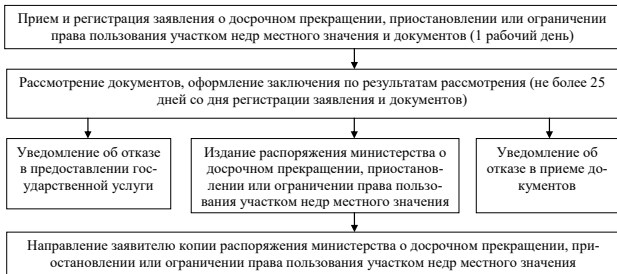 Прием и регистрация заявления о досрочном прекращении, приостановлении или ограничении
права пользования участком недр местного значения и документов (1 рабочий день)
Рассмотрение документов, оформление заключения по результатам рассмотрения (не более 25
дней со дня регистрации заявления и документов)
Уведомление об отказе
в предоставлении гос-
ударственной услуги
Издание распоряжения министерства о
досрочном прекращении, приостанов-
лении или ограничении права пользо-
вания участком недр местного значения
Уведомление об
отказе в приеме до-
кументов
Направление заявителю копии распоряжения министерства о досрочном прекращении, при-
остановлении или ограничении права пользования участком недр местного значения